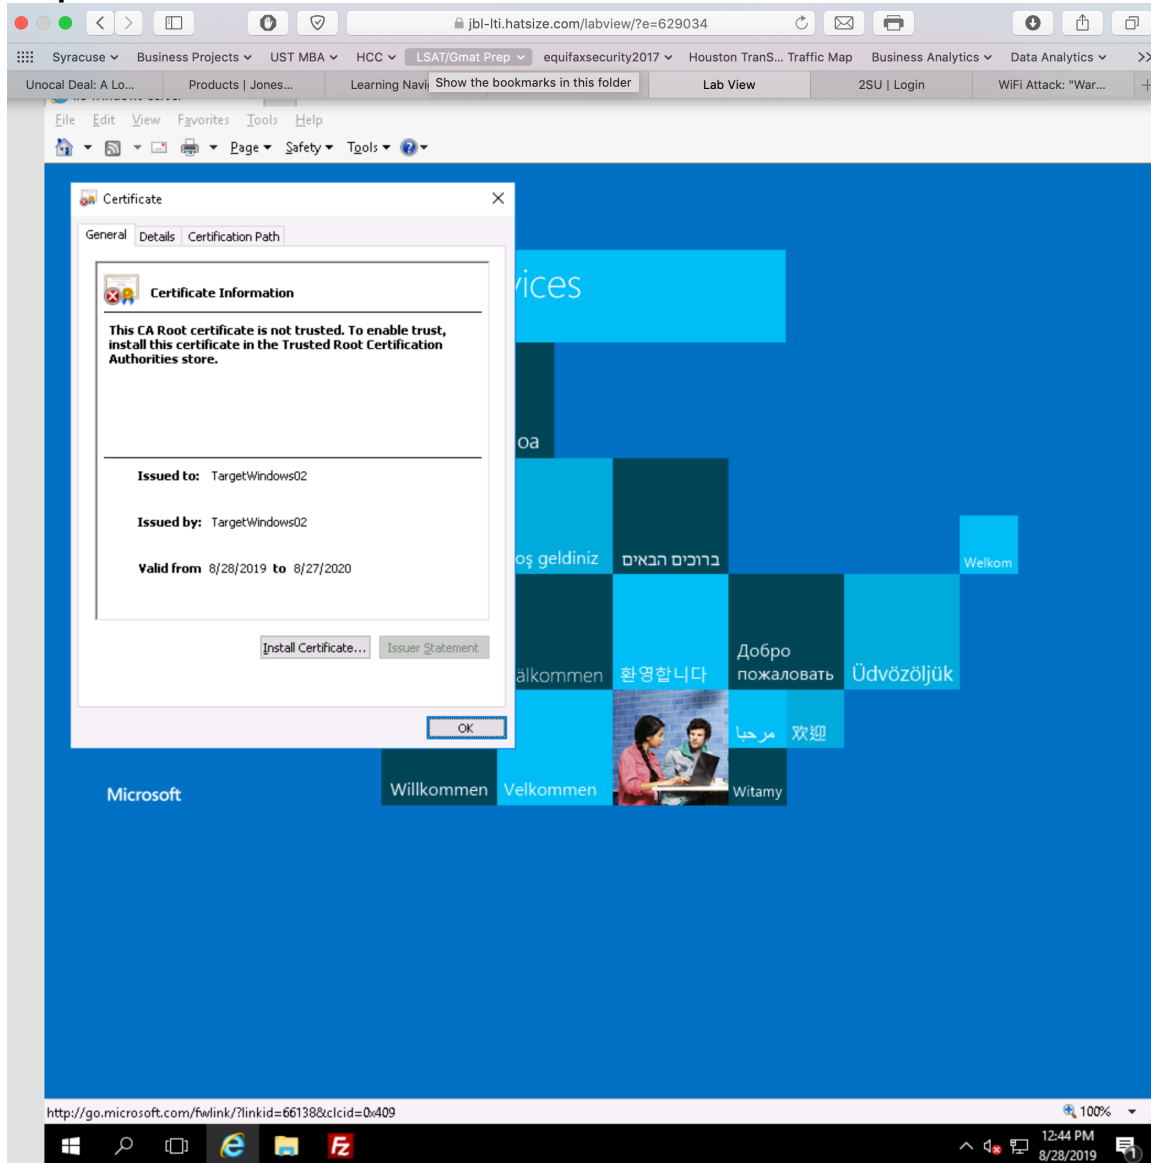 jbl-lti.hatsize.com/labview/?e=629034
Syracuse Business Projects UST MBA HCC LSAT/Gmat Prep equifaxsecurity2017 Houston TranS... Traffic Map Business Analytics Data Analytics >>
Unocal Deal: A Lo... Products | Jones... Learning Navi Show the bookmarks in this folder Lab View 2SU | Login WiFi Attack: "War... +
File Edit View Favorites Tools Help
Page Safety Tools
Certificate
General Details Certification Path
Certificate Information
This CA Root certificate is not trusted. To enable trust,
install this certificate in the Trusted Root Certification
Authorities store.
Issued to: TargetWindows02
Issued by: TargetWindows02
Valid from 8/28/2019 to 8/27/2020
Install Certificate... Issuer Statement
OK
vices
oa
oş geldiniz
ברוכים הבאים
Welkom
älkommen
환영합니다
Добро
пожаловать
Üdvözöljük
مرحبا
欢迎
Microsoft
Willkommen
Velkommen
Witamy
http://go.microsoft.com/fwlink/?linkid=66138&clcid=0x409
100%
12:44 PM
8/28/2019
1